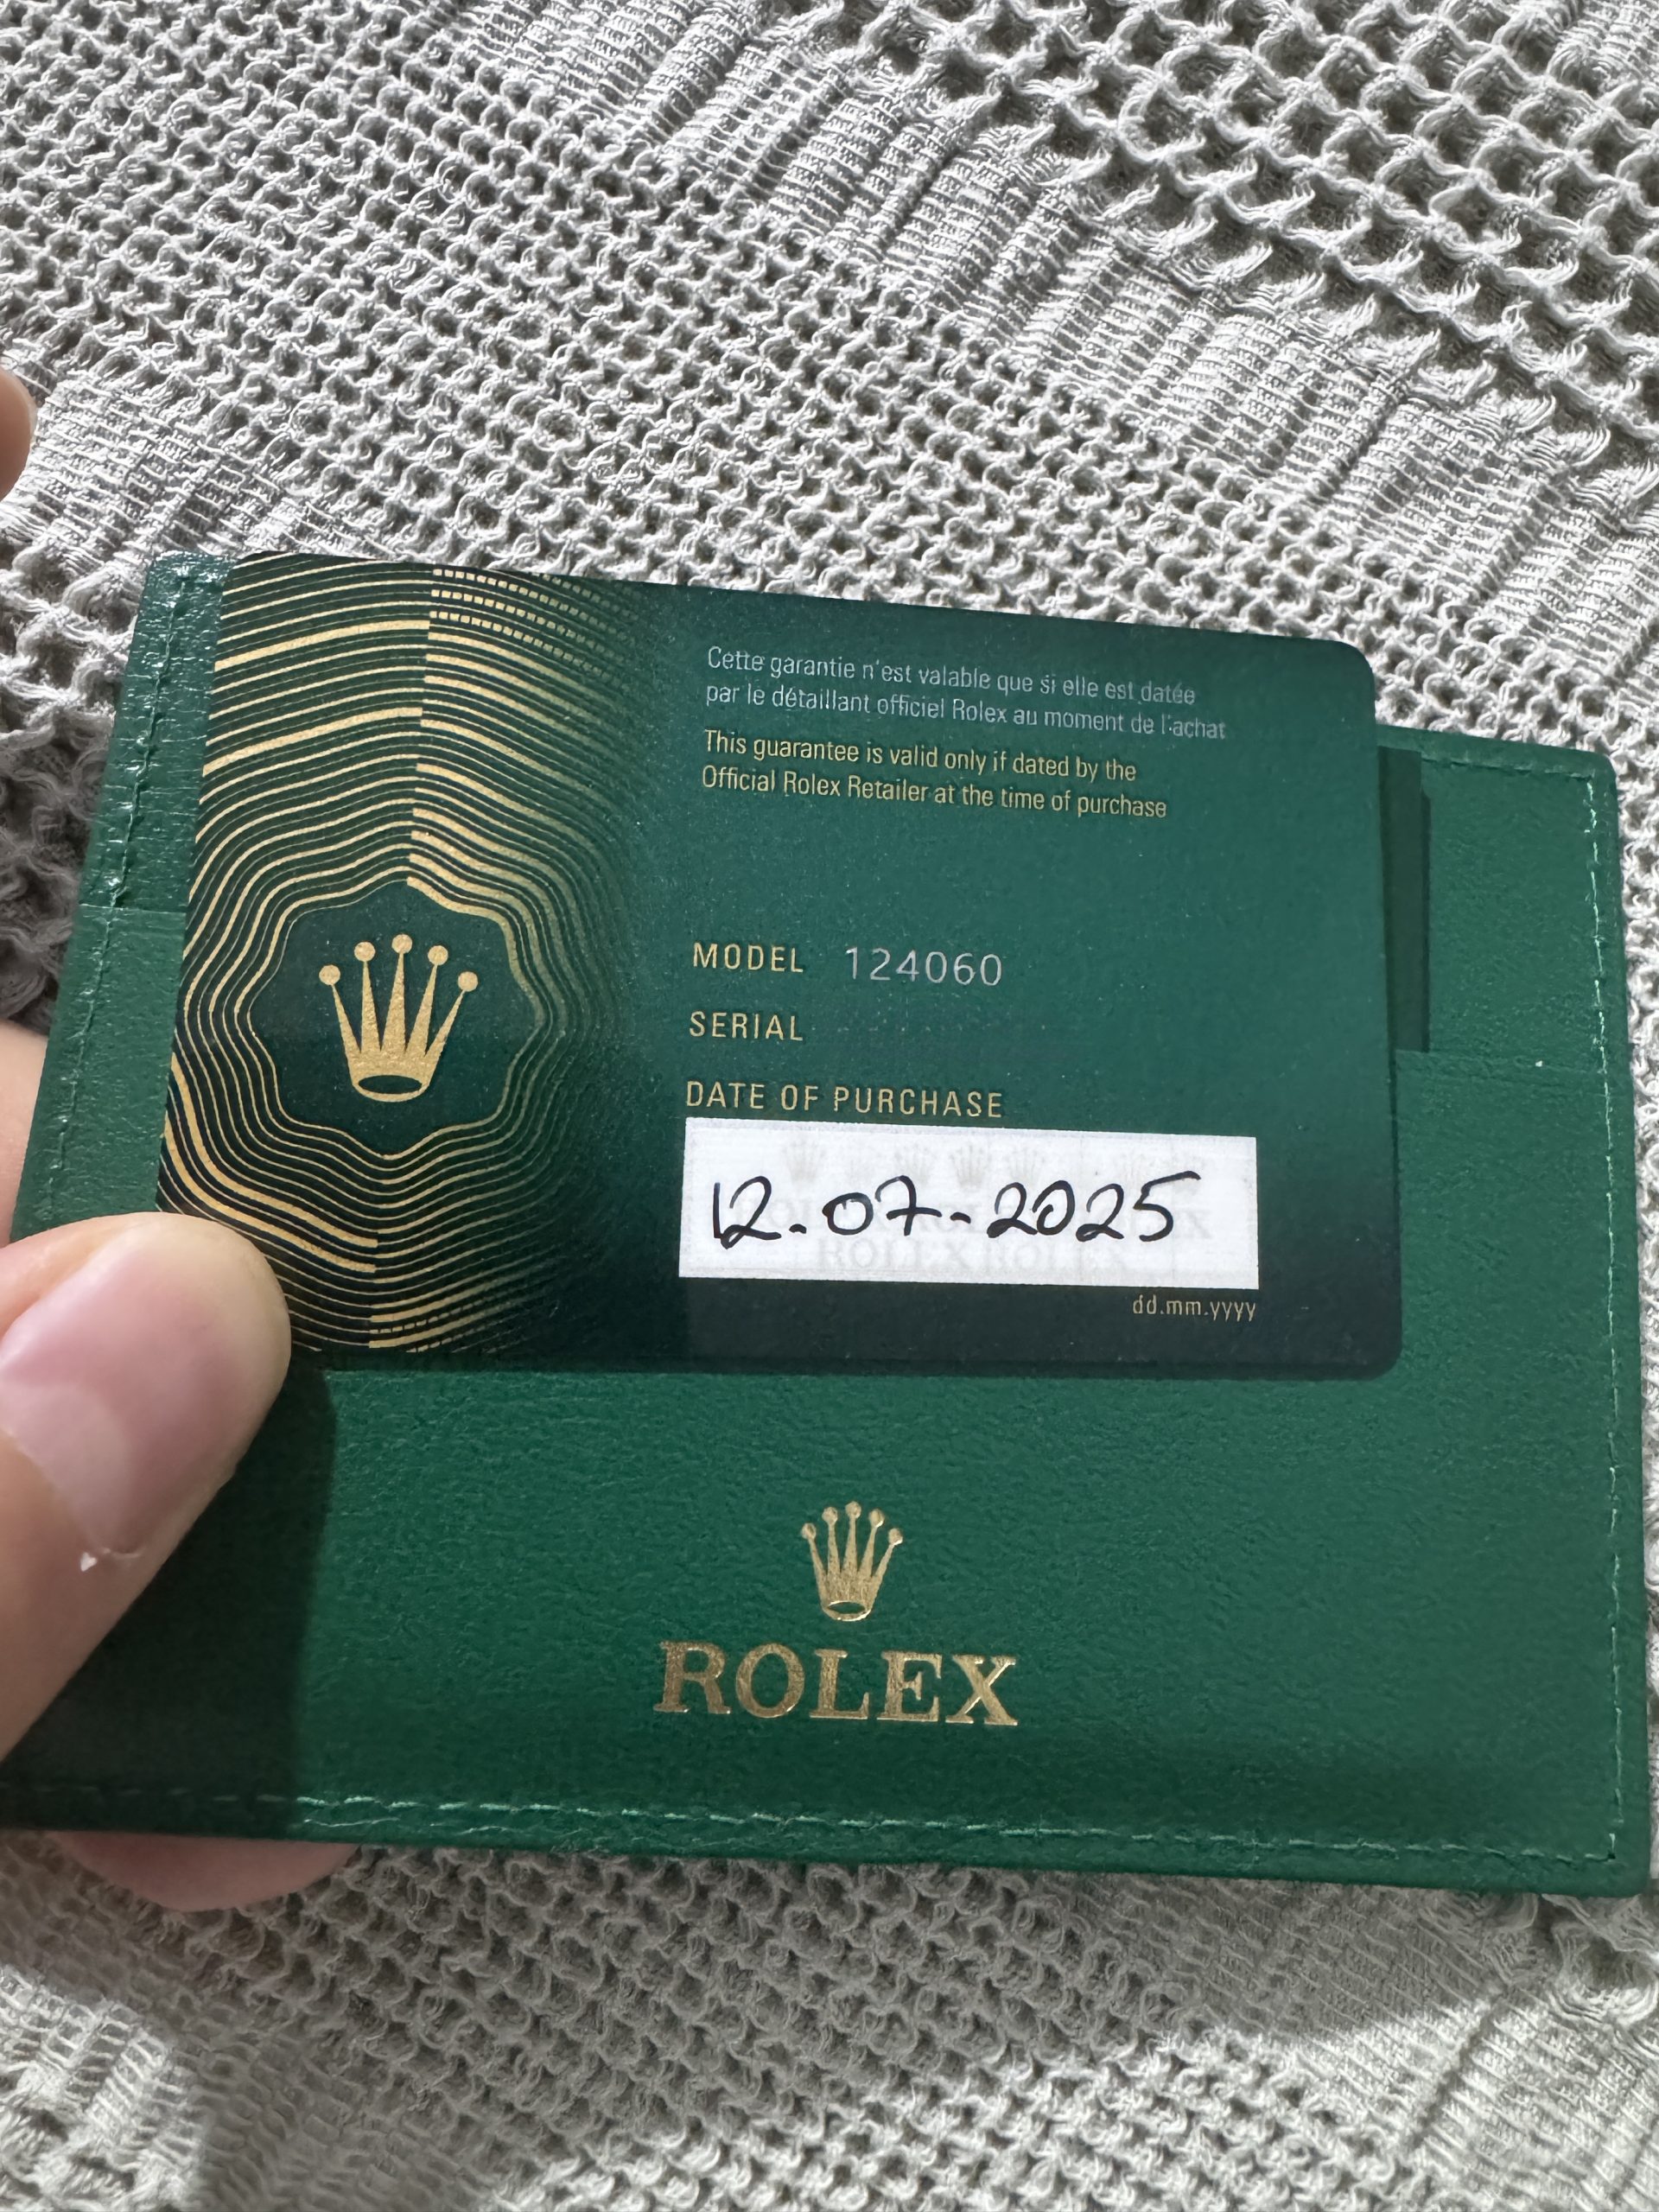 Cette garantie n'est valable que si elle est datée
par le détaillant officiel Rolex au moment de l'achat
This guarantee is valid only if dated by the
Official Rolex Retailer at the time of purchase
MODEL 124060
SERIAL
DATE OF PURCHASE
12.07-2025
dd.mm.yyyy
ROLEX